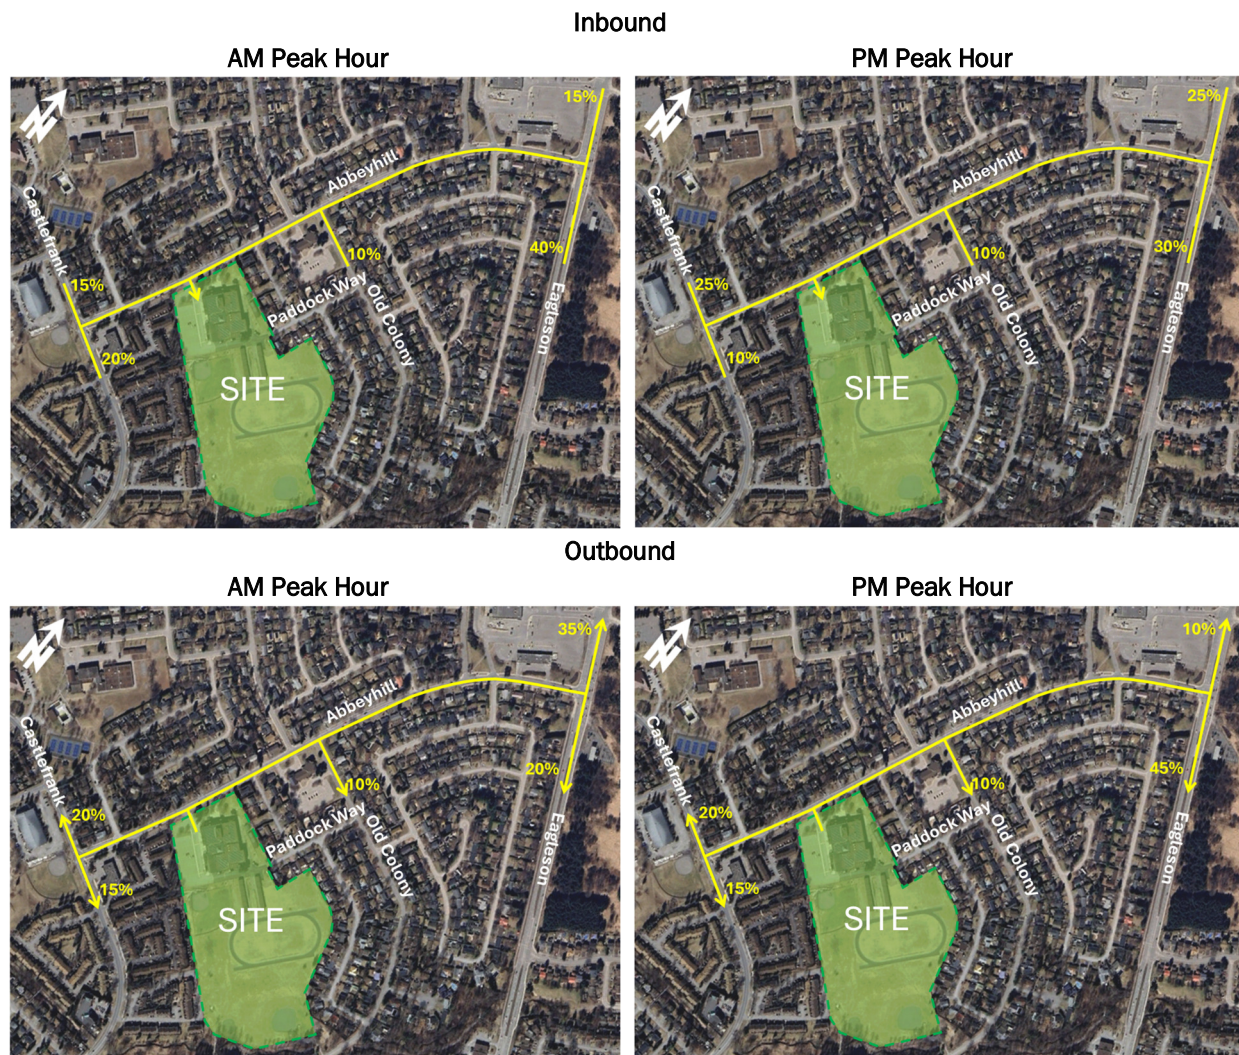 Inbound
AM Peak Hour
PM Peak Hour
N
15%
Abbeyhill
Castlefrank
40%
10%
15%
Paddock Way
Old Colony
Eagleson
20%
SITE
N
25%
Abbeyhill
Castlefrank
30%
10%
25%
Paddock Way
Old Colony
Eagleson
10%
SITE
Outbound
AM Peak Hour
PM Peak Hour
N
35%
Abbeyhill
Castlefrank
20%
10%
20%
Paddock Way
Old Colony
Eagleson
15%
SITE
N
10%
Abbeyhill
Castlefrank
45%
10%
20%
Paddock Way
Old Colony
Eagleson
15%
SITE